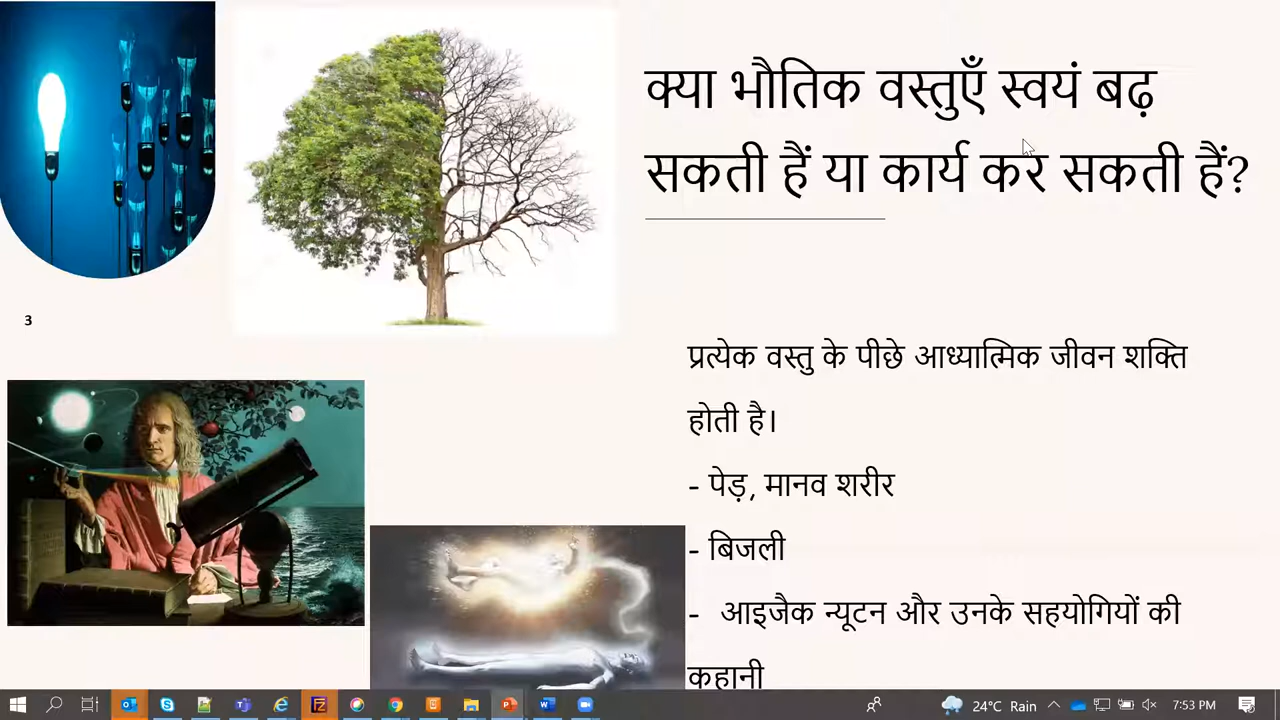 क्या भौतिक वस्तुएँ स्वयं बढ़
सकती हैं या कार्य कर सकती हैं?
3
प्रत्येक वस्तु के पीछे आध्यात्मिक जीवन शक्ति
होती है।
- पेड़, मानव शरीर
- बिजली
- आइजैक न्यूटन और उनके सहयोगियों की
कहानी
24°C Rain
7:53 PM